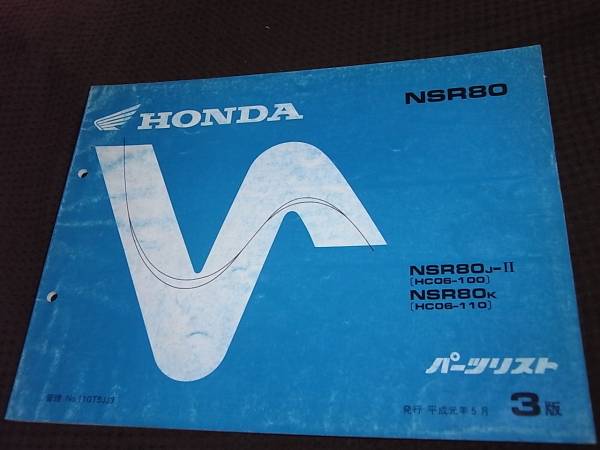 HONDA
NSR80
NSR80J-II
[HC06-100]
NSR80K
[HC06-110]
パーツリスト
発行 平成元年5月
3版